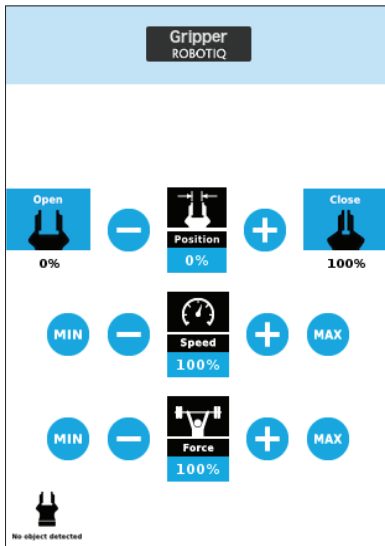 Gripper
ROBOTIQ
Open
Close
Position
0%
0%
100%
MIN
Speed
100%
MAX
MIN
Force
100%
MAX
No object detected